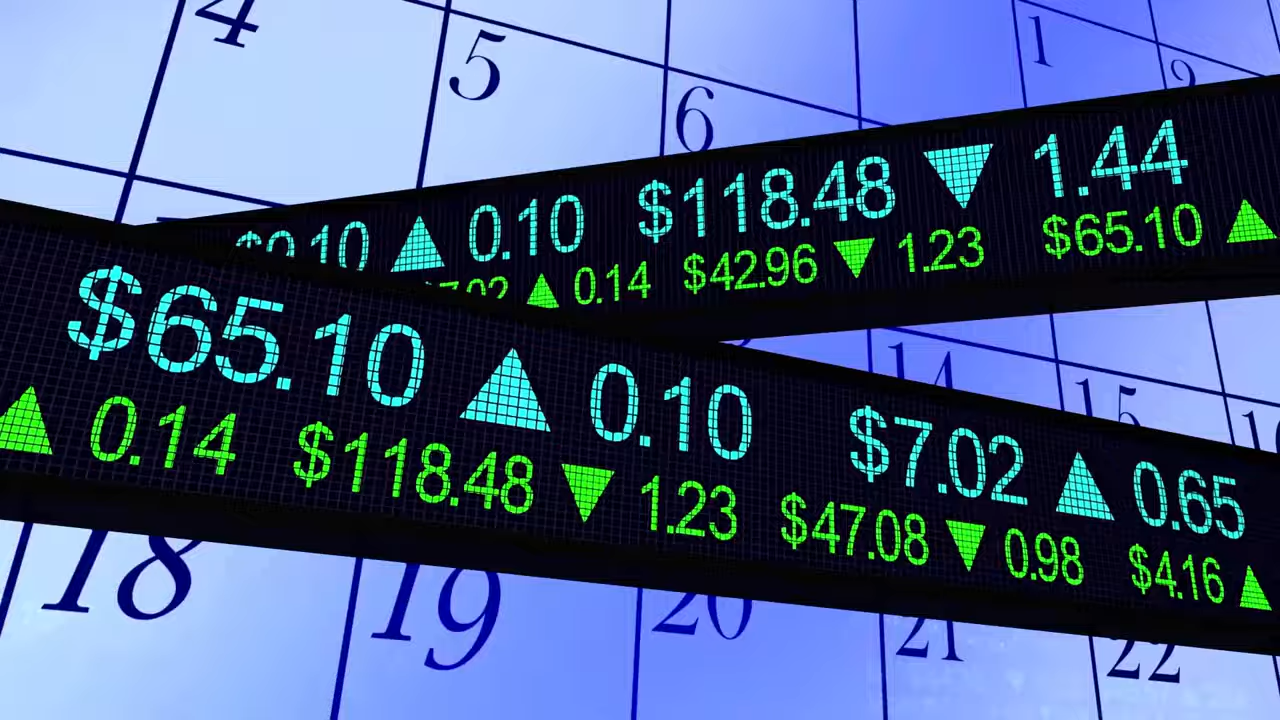 4 5 6 1
$0.10 ▲ 0.10 $118.48 ▼ 1.44
7.02 ▲ 0.14 $42.96 ▼ 1.23 $65.10 ▲
$65.10 ▲ 0.10 $7.02 ▲ 0.65
▲ 0.14 $118.48 ▼ 1.23 $47.08 ▼ 0.98 $4.16 ▲
14 15
18 19 20 21 22